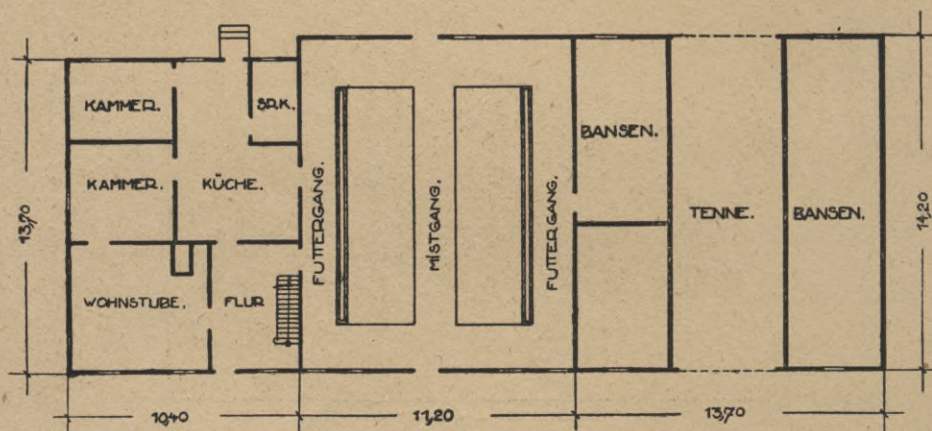 KAMMER.
SP.K.
KAMMER.
KÜCHE.
WOHNSTUBE.
FLUR
FUTTERGANG.
MISTGANG.
FUTTERGANG.
BANSEN.
TENNE.
BANSEN.
13,70
14,20
10,40
11,20
13,70